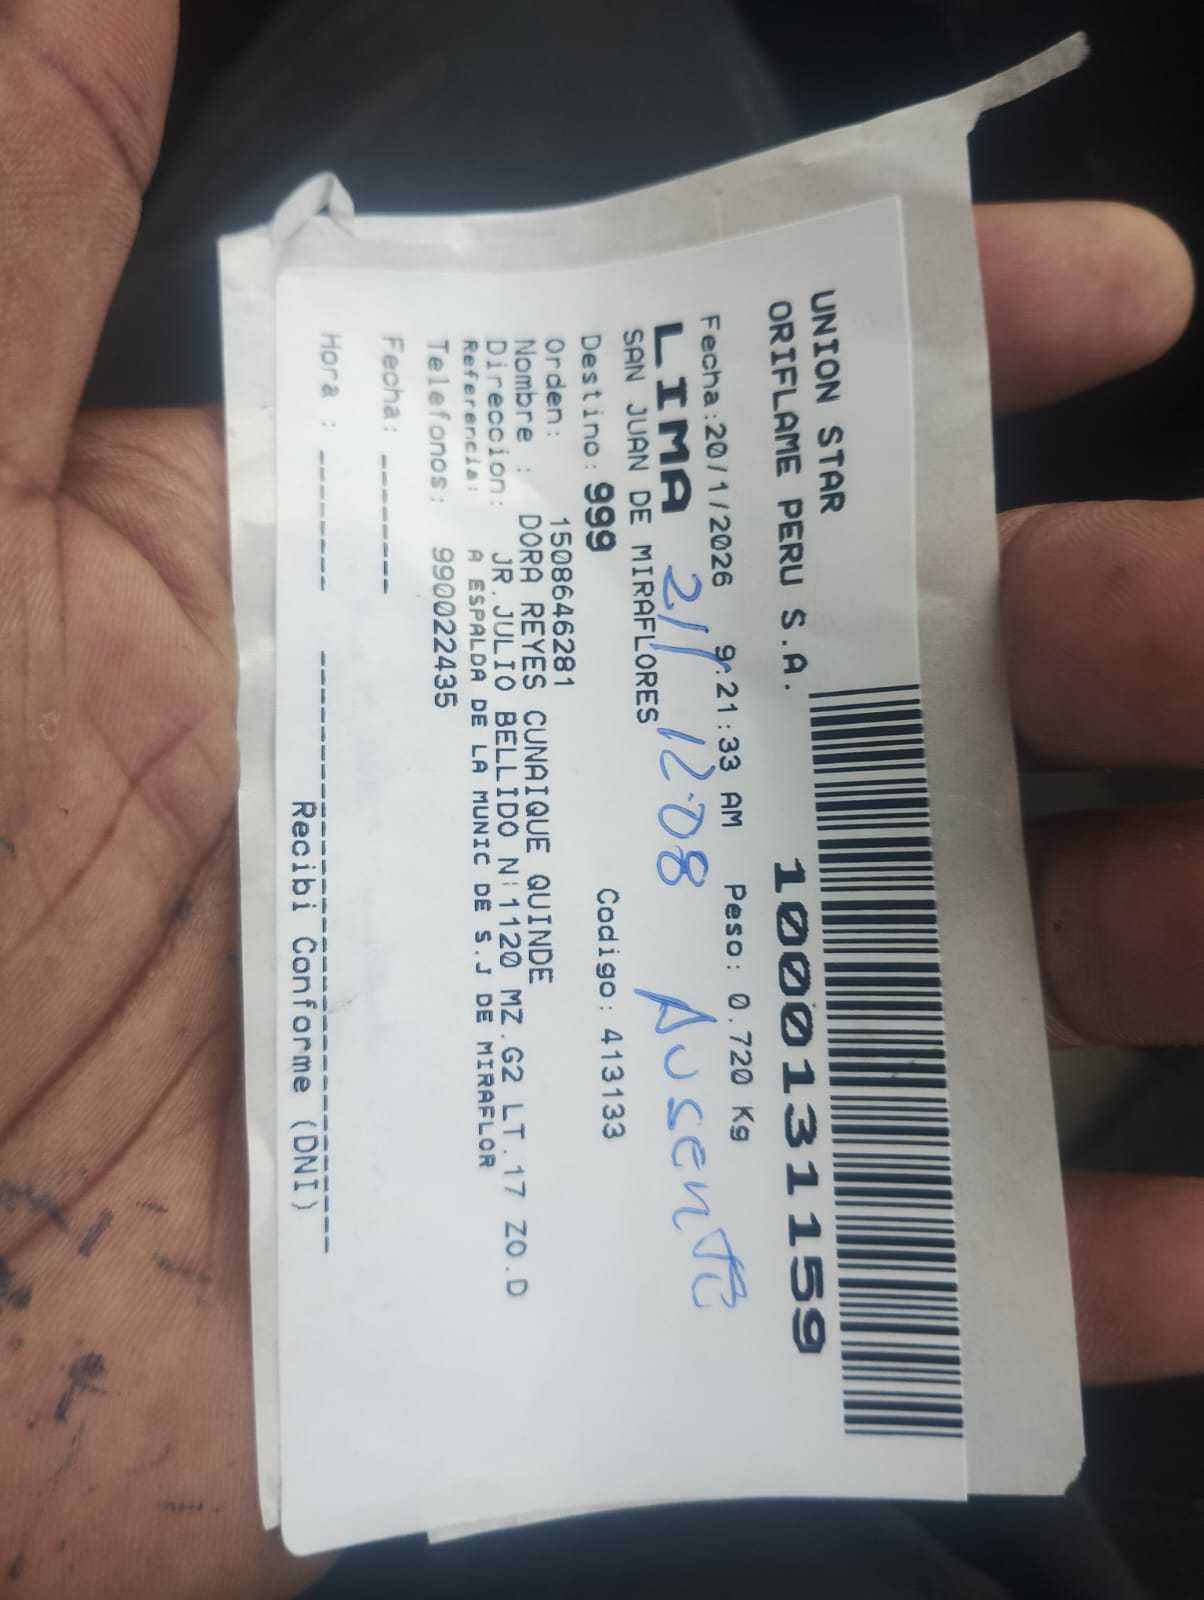 UNION STAR
ORIFLAME PERU S.A. 1000131159
Fecha:20/1/2026 9:21:33 AM Peso: 0.720 Kg
LIMA 21/ 12:08 Ausente
SAN JUAN DE MIRAFLORES
Destino: 999 Codigo: 413133
Orden: 1508646281
Nombre : DORA REYES CUNAIQUE QUINDE
Direccion: JR.JULIO BELLIDO N:1120 MZ.G2 LT.17 ZO.D
Referencia: A ESPALDA DE LA MUNIC DE S.J DE MIRAFLOR
Telefonos: 990022435
Fecha: _______
Hora : _______
Recibi Conforme (DNI)